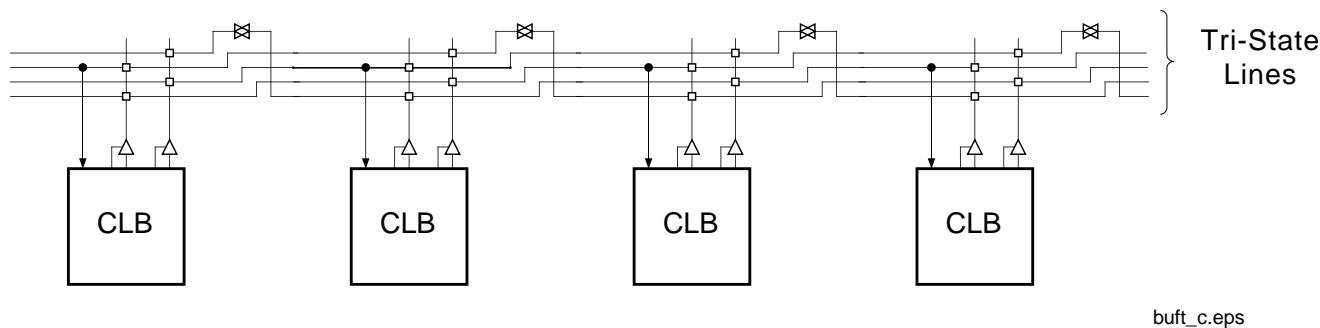 Tri-State
Lines
CLB
CLB
CLB
CLB
buft_c.eps